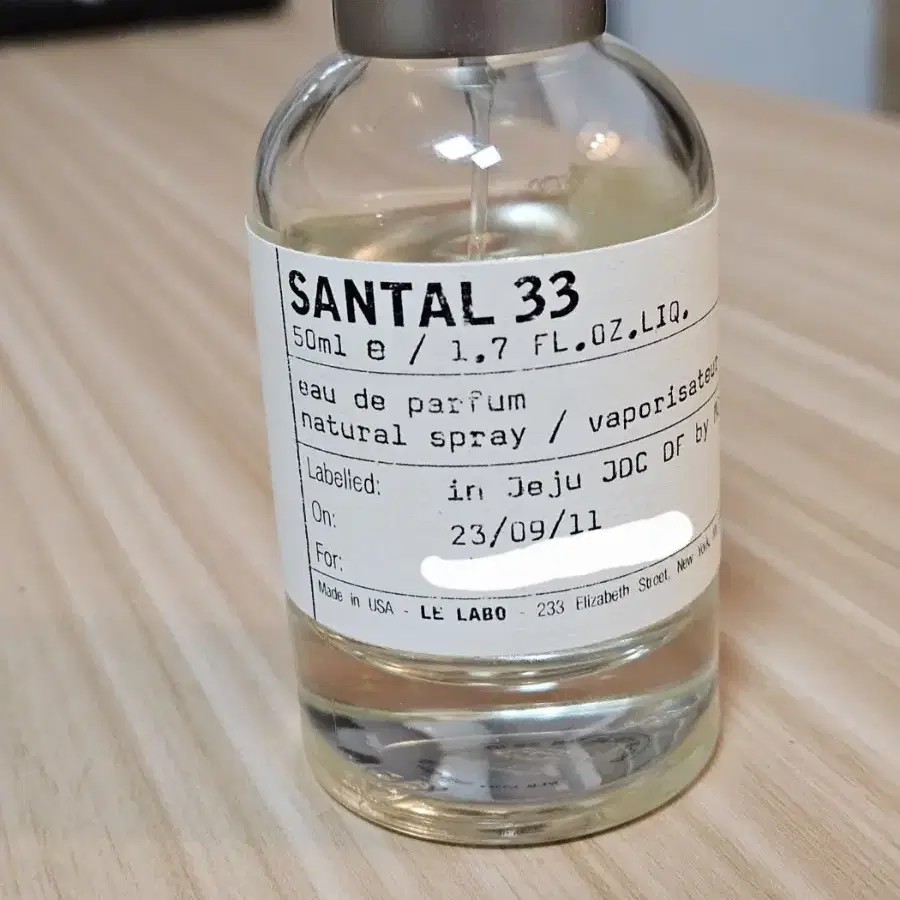 SANTAL 33
50ml e / 1.7 FL.OZ.LIQ.
eau de parfum
natural spray / vaporisateur
Labelled: in Jeju JDC DF by
On: 23/09/11
For:
Made in USA - LE LABO - 233 Elizabeth Street, New York,